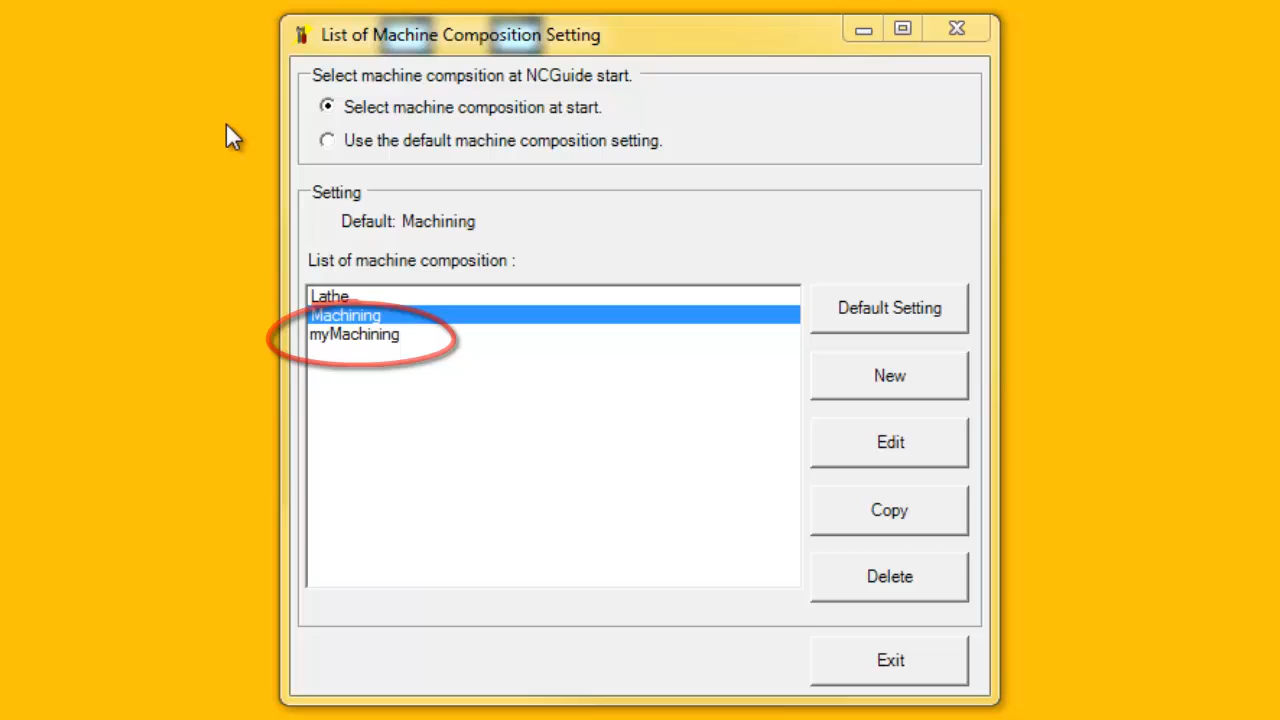 List of Machine Composition Setting
Select machine compsition at NCGuide start.
Select machine composition at start.
Use the default machine composition setting.
Setting
Default: Machining
List of machine composition :
Lathe
Machining
myMachining
Default Setting
New
Edit
Copy
Delete
Exit